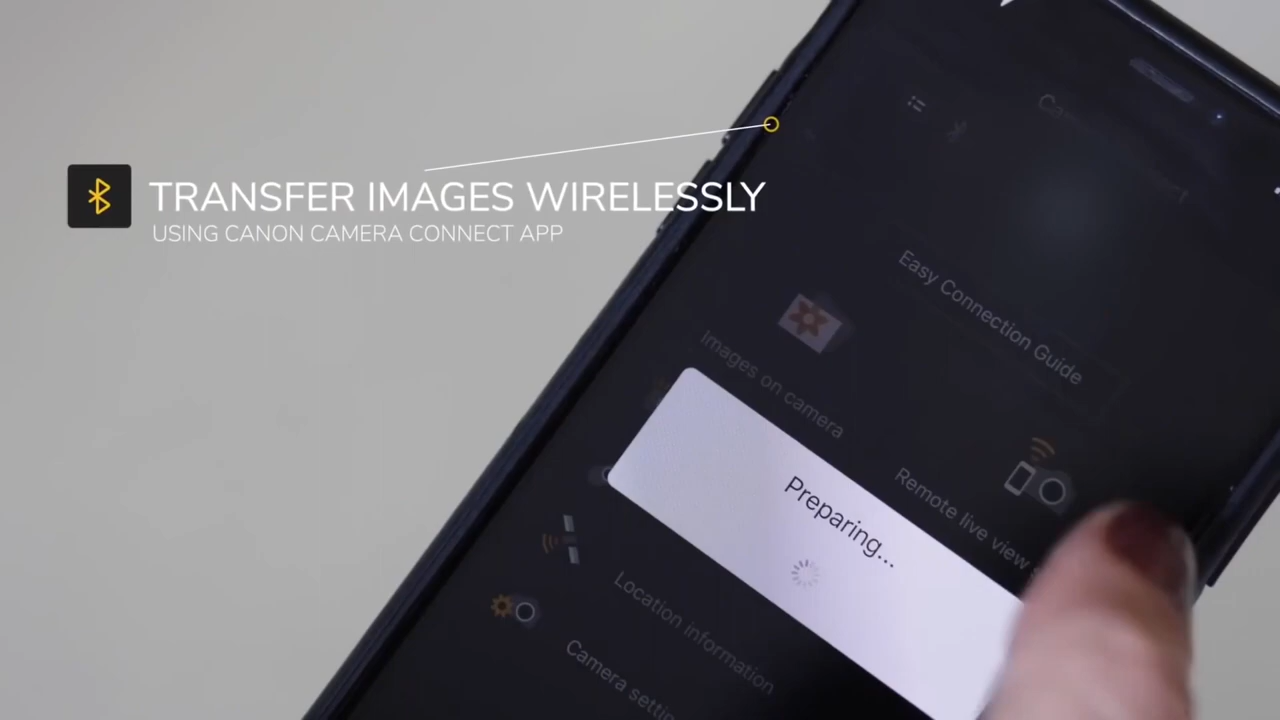 TRANSFER IMAGES WIRELESSLY
USING CANON CAMERA CONNECT APP
Easy Connection Guide
Images on camera
Remote live view
Preparing...
Location information
Camera